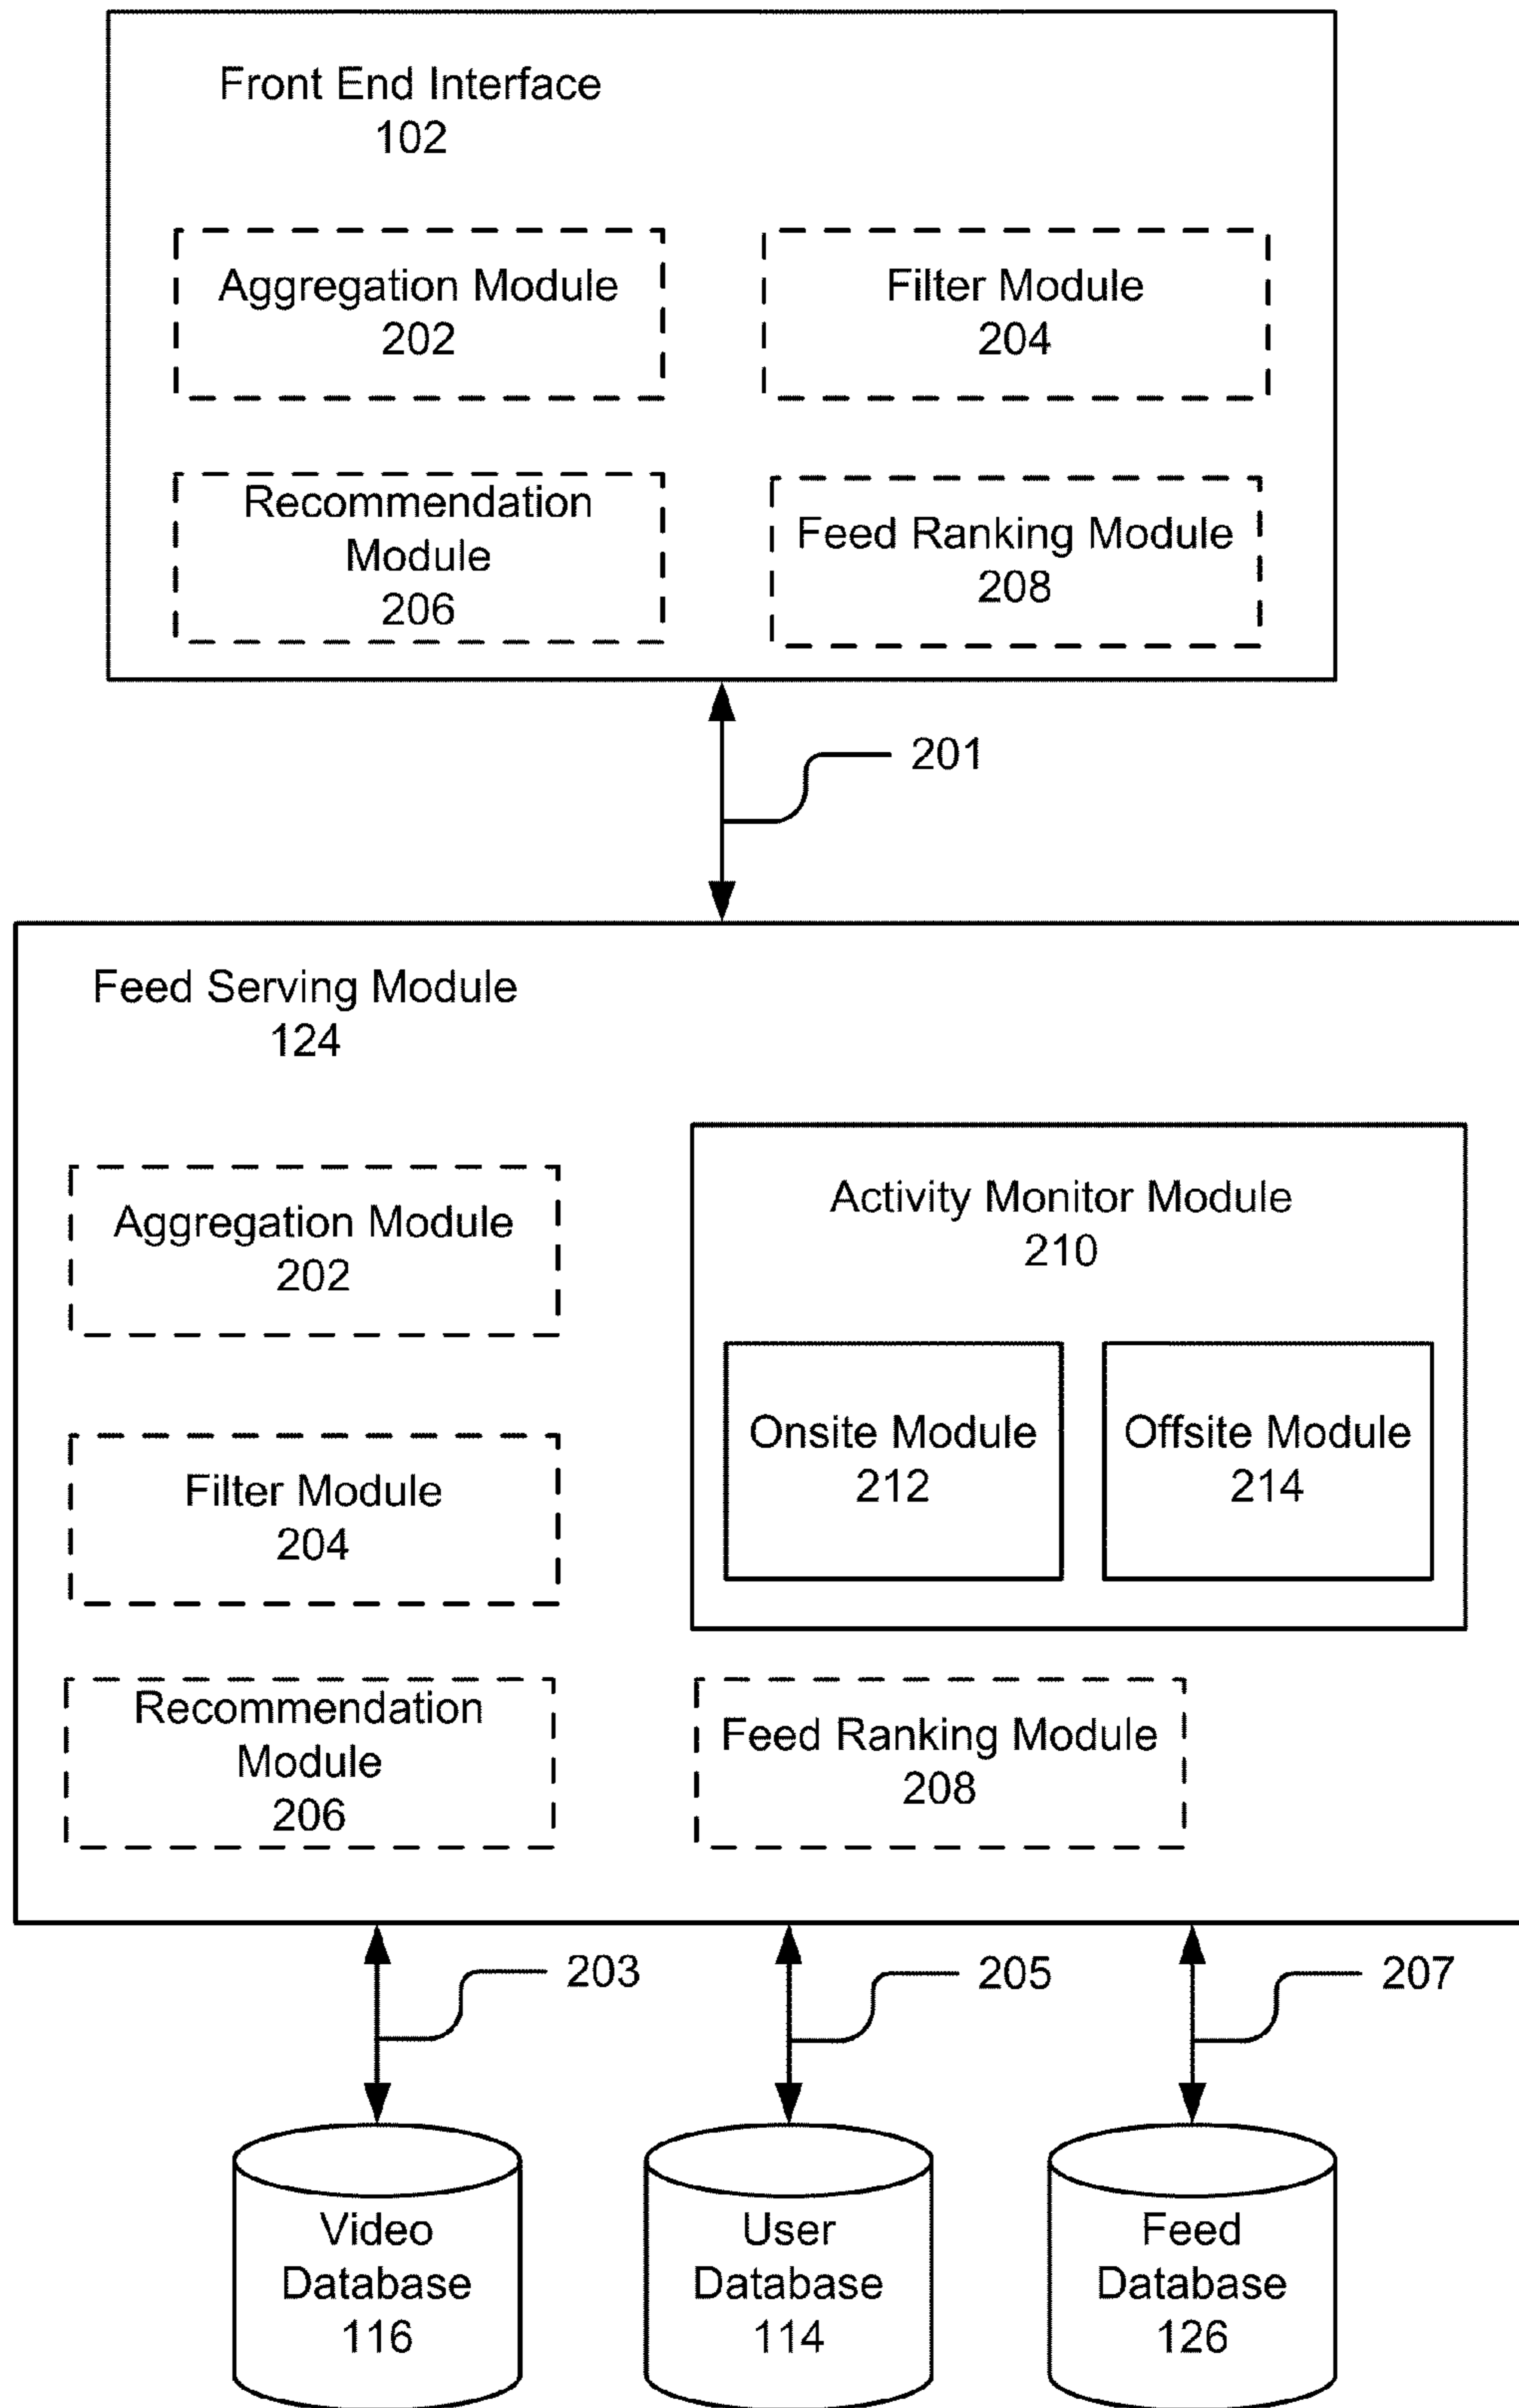 Front End Interface
102
Aggregation Module
202
Filter Module
204
Recommendation
Module
206
Feed Ranking Module
208
201
Feed Serving Module
124
Aggregation Module
202
Activity Monitor Module
210
Onsite Module
212
Offsite Module
214
Filter Module
204
Recommendation
Module
206
Feed Ranking Module
208
203
205
207
Video
Database
116
User
Database
114
Feed
Database
126